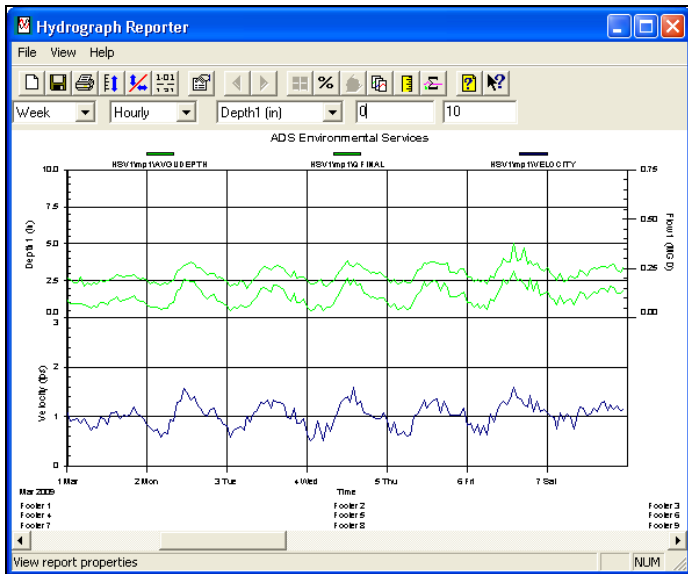 Hydrograph Reporter
File View Help
1-01
Week Hourly Depth1 (in) 0 10
ADS Environmental Services
HSV1\mp1\AVGUDEPTH HSV1\mp1\QFINAL HSV1\mp1\VELOCITY
10.0 0.75
7.5
0.50
5.0
0.25
2.5
0.0 0.00
Depth1 (in)
Flow1 (MGD)
3
2
1
0
Velocity (fps)
1 Mar 2 Mon 3 Tue 4 Wed 5 Thu 6 Fri 7 Sat
Mar 2009 Time
Footer 1 Footer 2 Footer 3
Footer 4 Footer 5 Footer 6
Footer 7 Footer 8 Footer 9
View report properties NUM